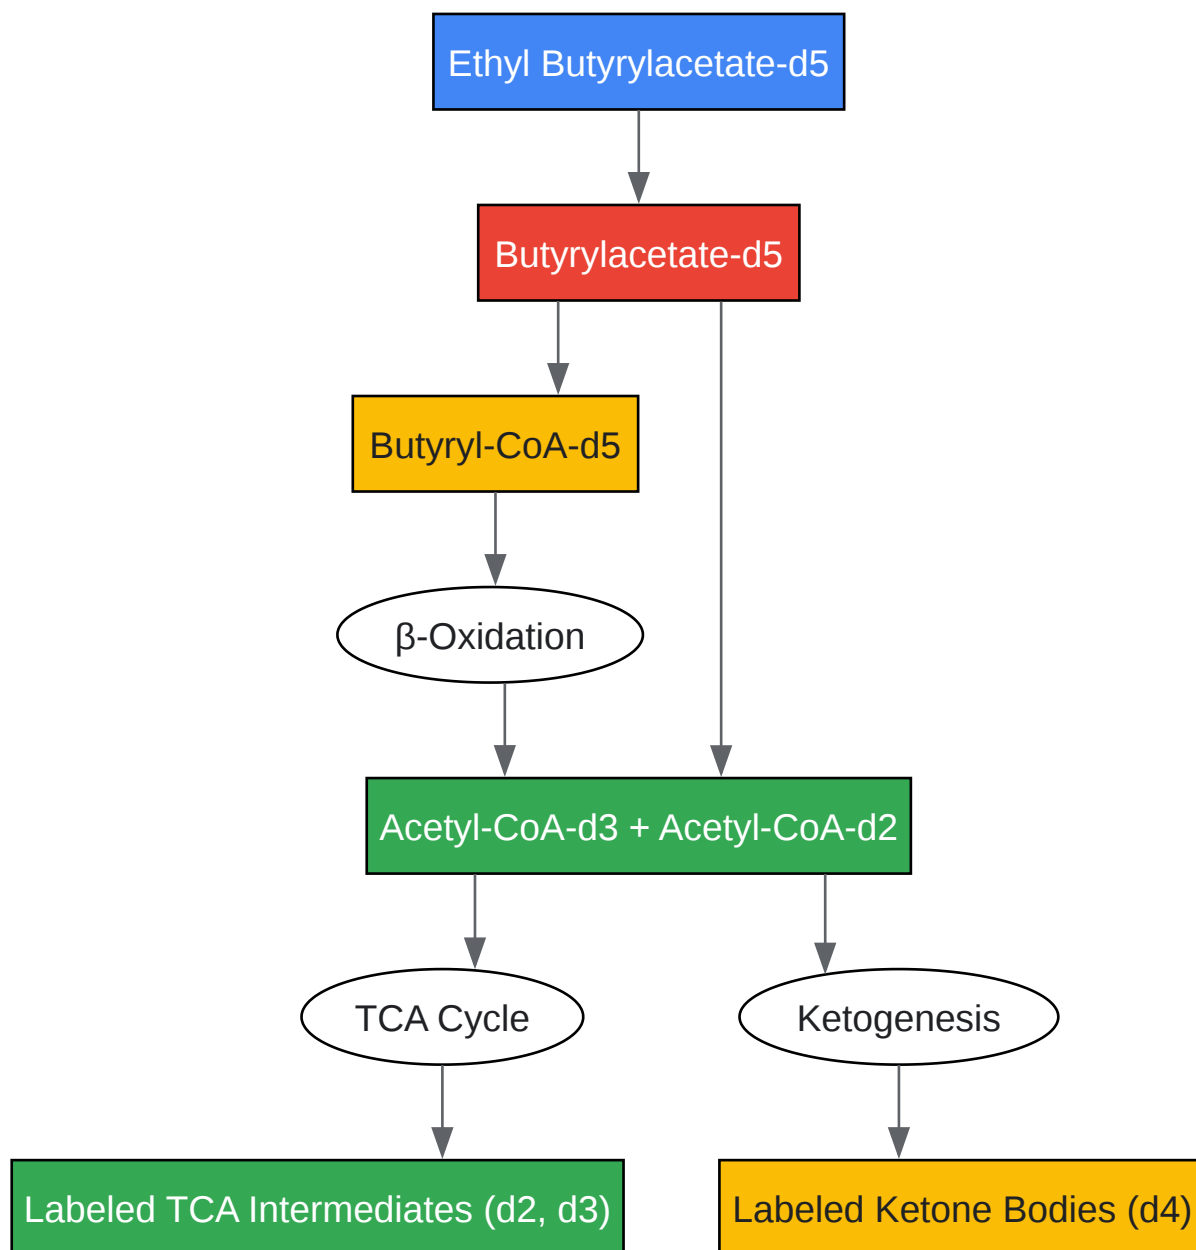 Ethyl Butyrylacetate-d5
Butyrylacetate-d5
Butyryl-CoA-d5
β-Oxidation
Acetyl-CoA-d3 + Acetyl-CoA-d2
TCA Cycle
Ketogenesis
Labeled TCA Intermediates (d2, d3)
Labeled Ketone Bodies (d4)